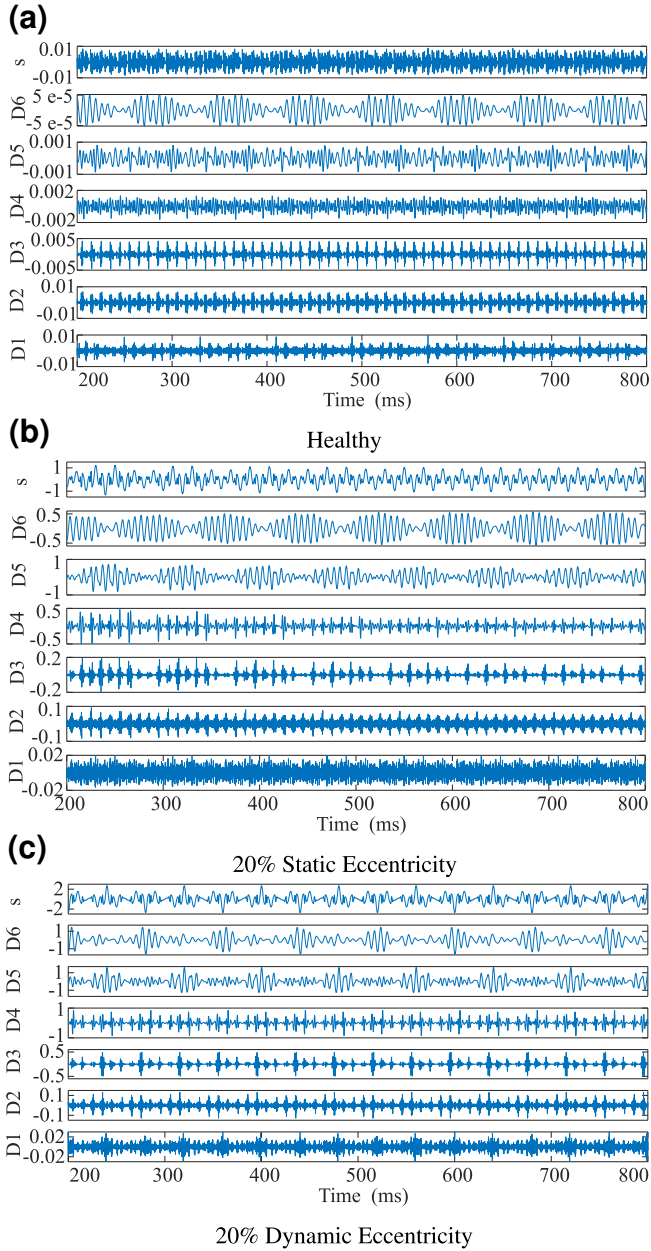 (a)
s
0.01
-0.01
D6
5 e-5
-5 e-5
D5
0.001
-0.001
D4
0.002
-0.002
D3
0.005
-0.005
D2
0.01
-0.01
D1
0.01
-0.01
200 300 400 500 600 700 800
Time (ms)
Healthy
(b)
s
1
-1
D6
0.5
-0.5
D5
1
-1
D4
0.5
-0.5
D3
0.2
-0.2
D2
0.1
-0.1
D1
0.02
-0.02
200 300 400 500 600 700 800
Time (ms)
20% Static Eccentricity
(c)
s
2
-2
D6
1
-1
D5
1
-1
D4
1
-1
D3
0.5
-0.5
D2
0.1
-0.1
D1
0.02
-0.02
200 300 400 500 600 700 800
Time (ms)
20% Dynamic Eccentricity